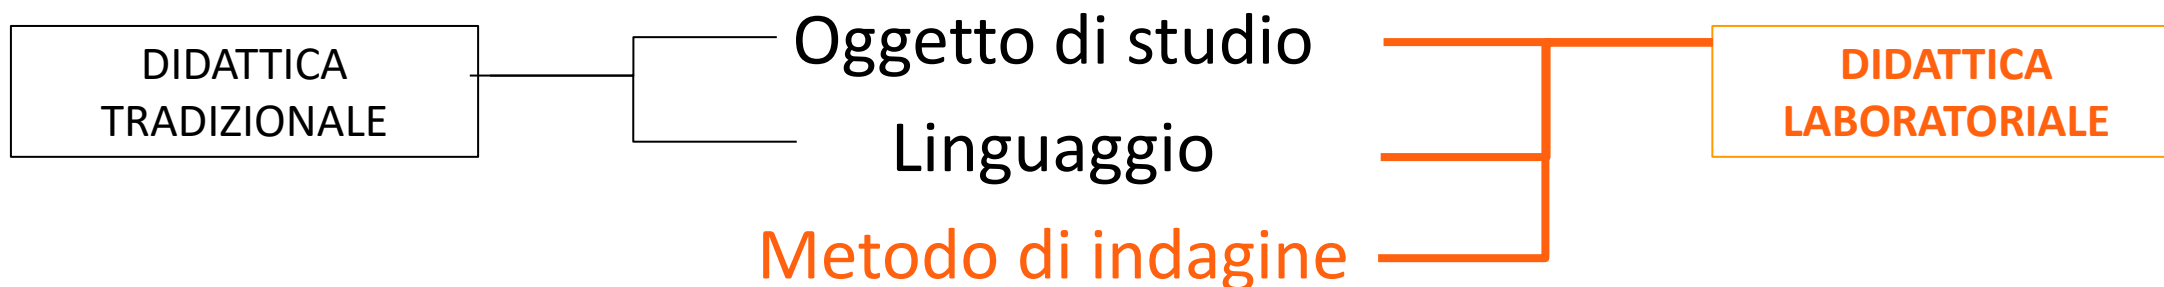 DIDATTICA
TRADIZIONALE
Oggetto di studio
Linguaggio
Metodo di indagine
DIDATTICA
LABORATORIALE